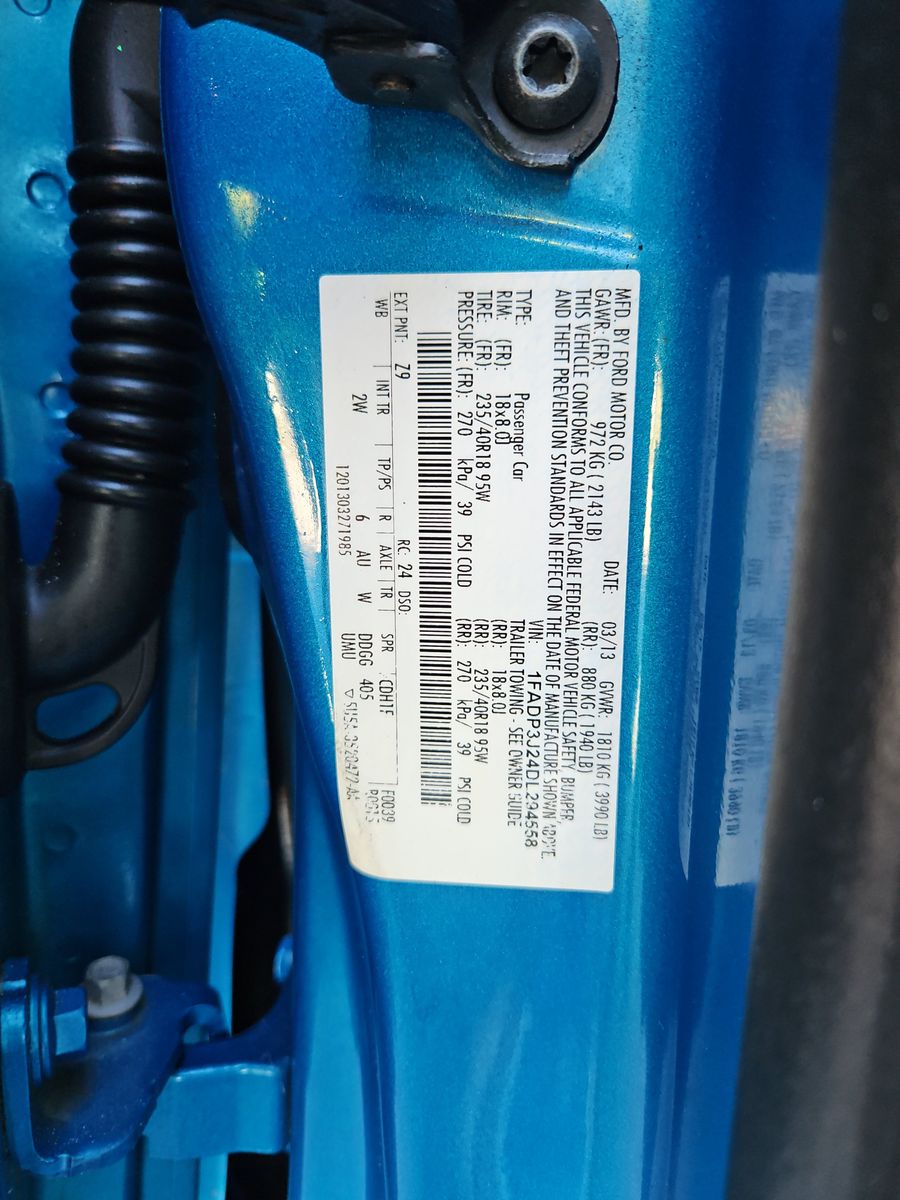 MFD. BY FORD MOTOR CO. DATE: 03/13 GVWR: 1810 KG ( 3990 LB)
GAWR: (FR): 972 KG ( 2143 LB) (RR): 880 KG ( 1940 LB)
THIS VEHICLE CONFORMS TO ALL APPLICABLE FEDERAL MOTOR VEHICLE SAFETY, BUMPER,
AND THEFT PREVENTION STANDARDS IN EFFECT ON THE DATE OF MANUFACTURE SHOWN ABOVE.
VIN: 1FADP3J24DL294558
TYPE: Passenger Car TRAILER TOWING - SEE OWNER GUIDE
RIM: (FR): 18x8.0J (RR): 18x8.0J
TIRE: (FR): 235/40R18 95W (RR): 235/40R18 95W
PRESSURE: (FR): 270 kPa/ 39 PSI COLD (RR): 270 kPa/ 39 PSI COLD
EXT PNT: Z9 RC: 24 DSO: F0039
WB INT TR TP/PS R AXLE TR SPR CDH1F
2W 6 AU W DDGG 405
UMU
1201303271985